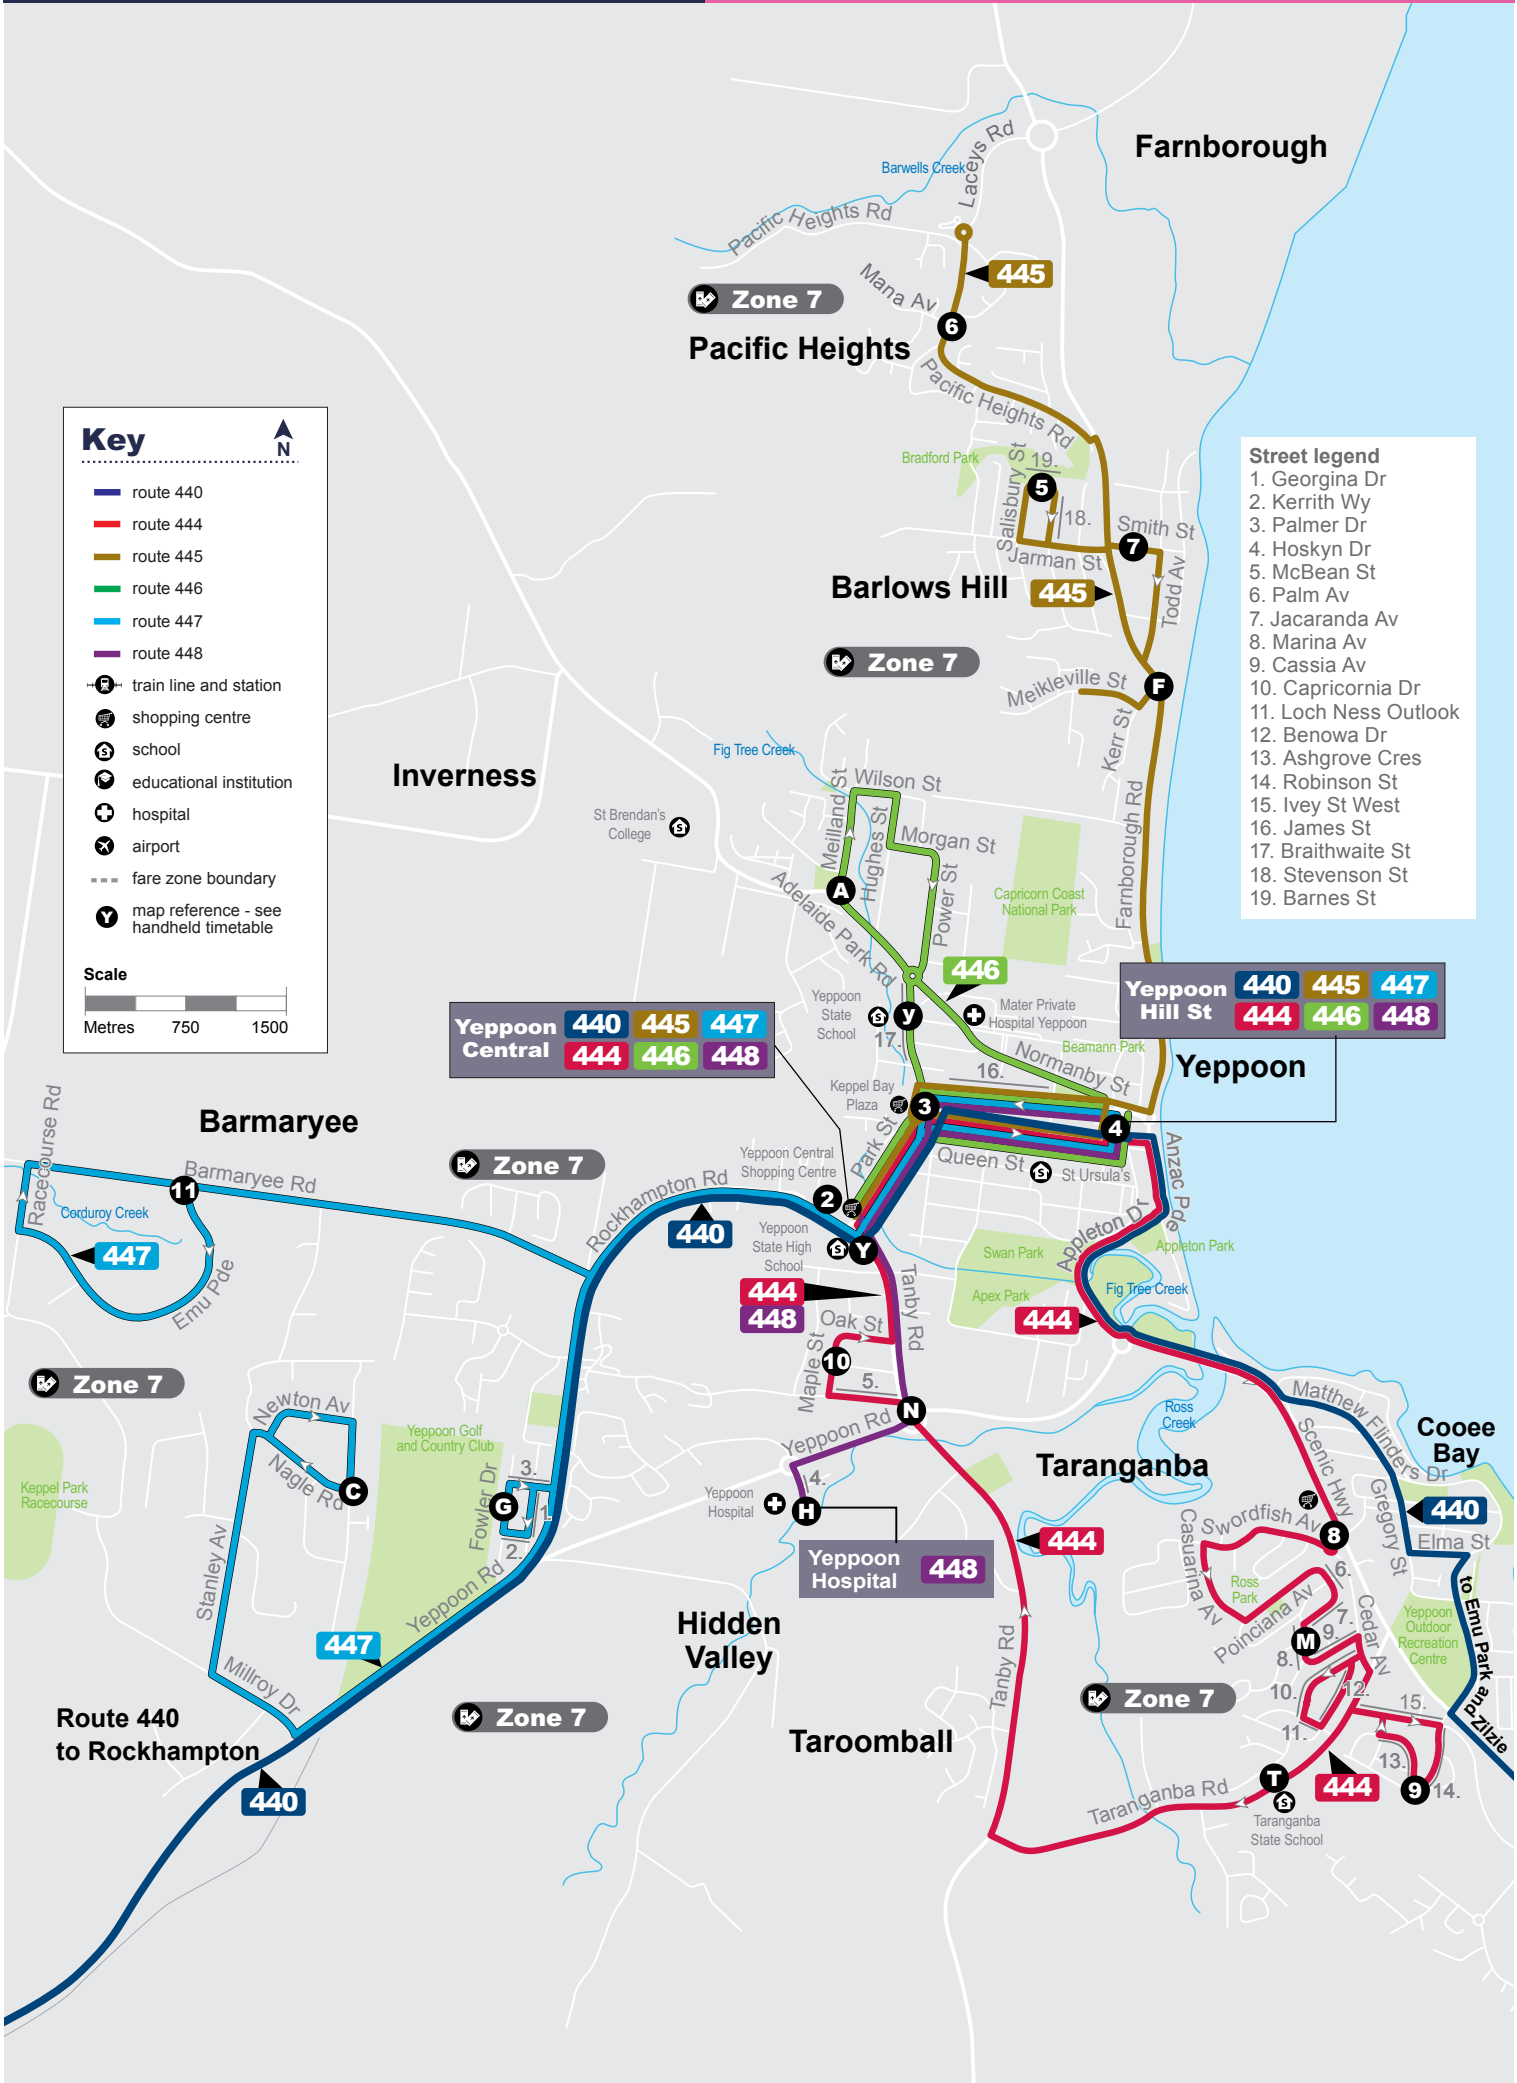 Farnborough
Laceys Rd
Barwells Creek
Pacific Heights Rd
445
Mana Av
Zone 7
6
Pacific Heights
Pacific Heights Rd
Key
N
route 440
route 444
route 445
route 446
route 447
route 448
train line and station
shopping centre
school
educational institution
hospital
airport
fare zone boundary
Y
map reference - see
handheld timetable
Scale
Metres 750 1500
Street legend
1. Georgina Dr
2. Kerrith Wy
3. Palmer Dr
4. Hoskyn Dr
5. McBean St
6. Palm Av
7. Jacaranda Av
8. Marina Av
9. Cassia Av
10. Capricornia Dr
11. Loch Ness Outlook
12. Benowa Dr
13. Ashgrove Cres
14. Robinson St
15. Ivey St West
16. James St
17. Braithwaite St
18. Stevenson St
19. Barnes St
Bradford Park
Salisbury St
19.
5
18.
Smith St
7
Jarman St
Barlows Hill
445
Todd Av
Zone 7
Meikleville St
F
Kerr St
Fig Tree Creek
Inverness
Wilson St
Meilland St
Hughes St
St Brendan's
College
S
Morgan St
Farnborough Rd
A
Adelaide Park Rd
Power St
Capricorn Coast
National Park
446
Yeppoon
State
School
S
y
17.
Mater Private
Hospital Yeppoon
Yeppoon
Hill St
440 445 447
444 446 448
Yeppoon
Central
440 445 447
444 446 448
Beamann Park
Normanby St
16.
Yeppoon
Keppel Bay
Plaza
3
4
Park St
Queen St
S
St Ursula's
Anzac Pde
Barmaryee
Racecourse Rd
Barmaryee Rd
11
Zone 7
Corduroy Creek
447
Emu Pde
Rockhampton Rd
440
Yeppoon Central
Shopping Centre
2
Yeppoon
State High
School
S
Y
Swan Park
Apex Park
Appleton Dr
Appleton Park
Fig Tree Creek
444
444
448
Tanby Rd
Oak St
Maple St
10
5.
N
Yeppoon Rd
4.
Yeppoon
Hospital
H
Yeppoon
Hospital
448
Zone 7
Newton Av
Nagle Rd
C
Keppel Park
Racecourse
Yeppoon Golf
and Country Club
Fowler Dr
3.
G
1.
2.
Stanley Av
Yeppoon Rd
447
Millroy Dr
Route 440
to Rockhampton
440
Zone 7
Hidden
Valley
Taroomball
Ross
Creek
Taranganba
444
Tanby Rd
Matthew Flinders Dr
Cooee
Bay
Scenic Hwy
Gregory St
440
Elma St
Swordfish Av
8
Casuarina Av
Ross
Park
6.
Poinciana Av
7.
9.
M
8.
Cedar Av
Yeppoon
Outdoor
Recreation
Centre
to Emu Park and Zilzie
Zone 7
10.
12.
11.
15.
13.
9
14.
444
T
S
Taranganba
State School
Taranganba Rd